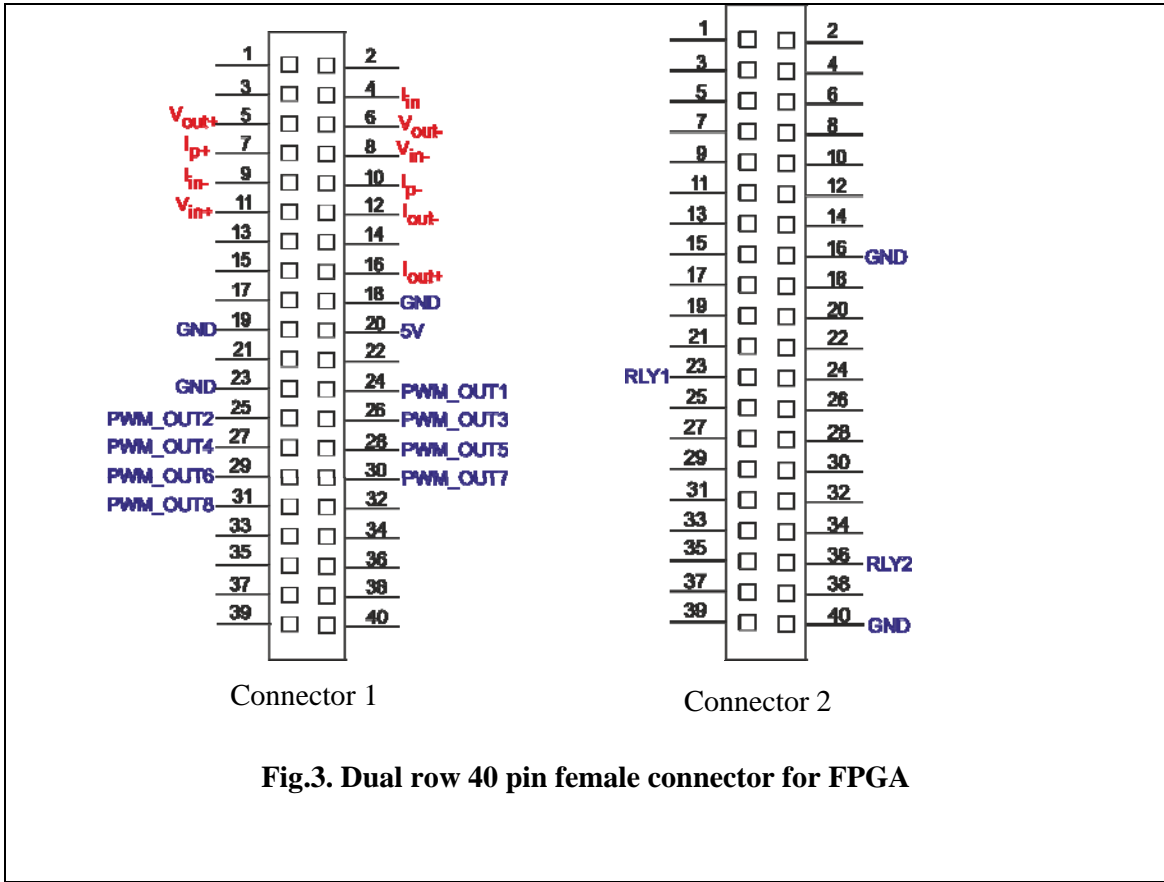 1 2
3 4 Iin
Vout+ 5 6 Vout-
Ip+ 7 8 Vin-
Iin- 9 10 Ip-
Vin+ 11 12 Iout-
13 14
15 16 Iout+
17 18 GND
GND 19 20 5V
21 22
GND 23 24 PWM_OUT1
PWM_OUT2 25 26 PWM_OUT3
PWM_OUT4 27 28 PWM_OUT5
PWM_OUT6 29 30 PWM_OUT7
PWM_OUT8 31 32
33 34
35 36
37 38
39 40
Connector 1
1 2
3 4
5 6
7 8
9 10
11 12
13 14
15 16 GND
17 18
19 20
21 22
RLY1 23 24
25 26
27 28
29 30
31 32
33 34
35 36 RLY2
37 38
39 40 GND
Connector 2
Fig.3. Dual row 40 pin female connector for FPGA